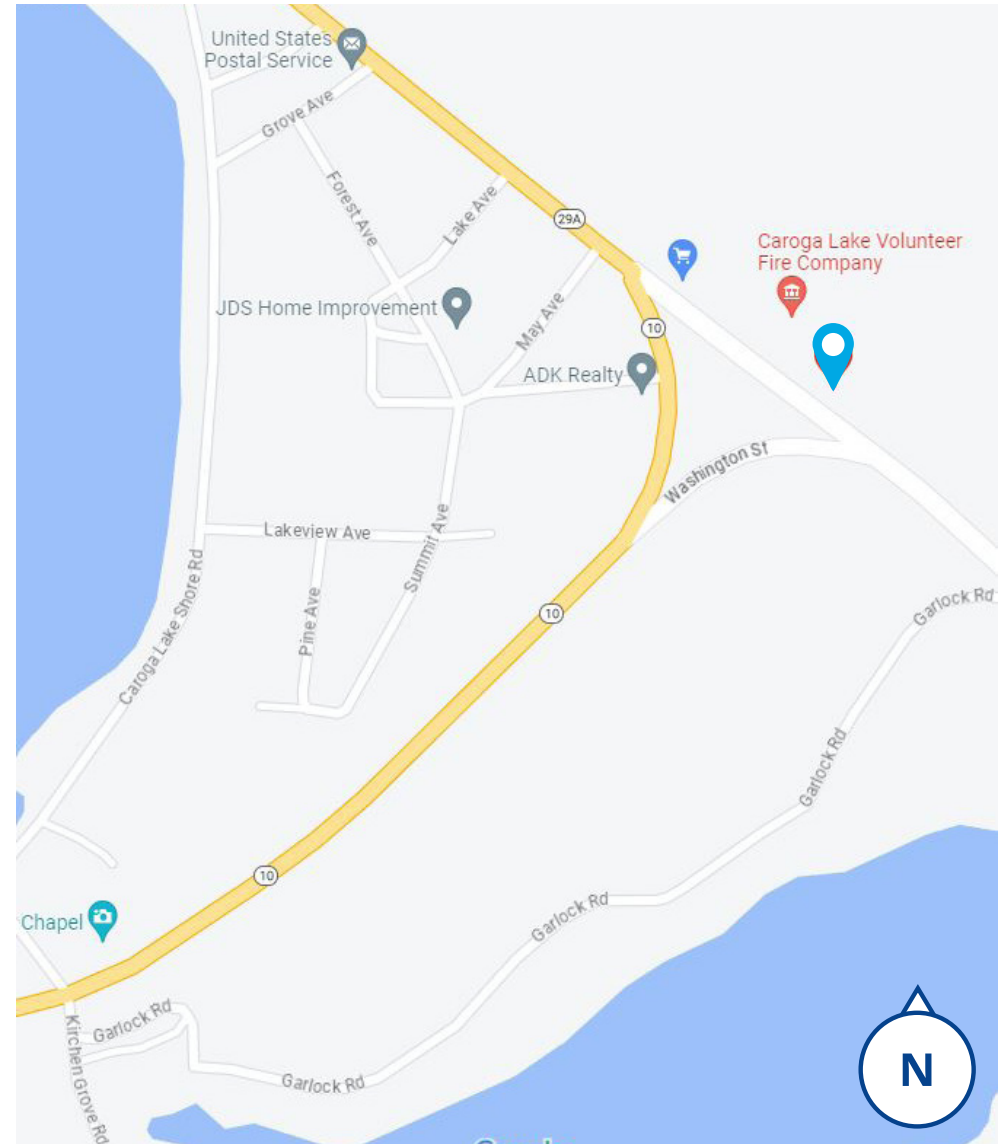 United States
Postal Service
Grove Ave
Forest Ave
Lake Ave
29A
Caroga Lake Volunteer
Fire Company
JDS Home Improvement
May Ave
10
ADK Realty
Washington St
Lakeview Ave
Summit Ave
Caroga Lake Shore Rd
Pine Ave
10
Garlock Rd
Garlock Rd
10
Chapel
Garlock Rd
Garlock Rd
Kirchen Grove Rd
Garlock Rd
N